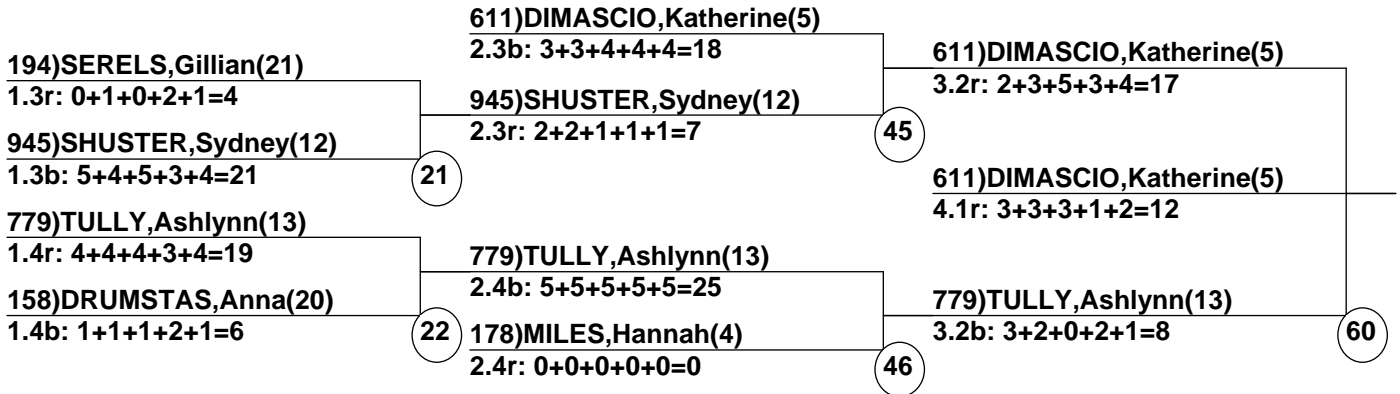 194)SERELS,Gillian(21)
1.3r: 0+1+0+2+1=4
945)SHUSTER,Sydney(12)
1.3b: 5+4+5+3+4=21
21
779)TULLY,Ashlynn(13)
1.4r: 4+4+4+3+4=19
158)DRUMSTAS,Anna(20)
1.4b: 1+1+1+2+1=6
22
611)DIMASCIO,Katherine(5)
2.3b: 3+3+4+4+4=18
945)SHUSTER,Sydney(12)
2.3r: 2+2+1+1+1=7
45
779)TULLY,Ashlynn(13)
2.4b: 5+5+5+5+5=25
178)MILES,Hannah(4)
2.4r: 0+0+0+0+0=0
46
611)DIMASCIO,Katherine(5)
3.2r: 2+3+5+3+4=17
611)DIMASCIO,Katherine(5)
4.1r: 3+3+3+1+2=12
779)TULLY,Ashlynn(13)
3.2b: 3+2+0+2+1=8
60